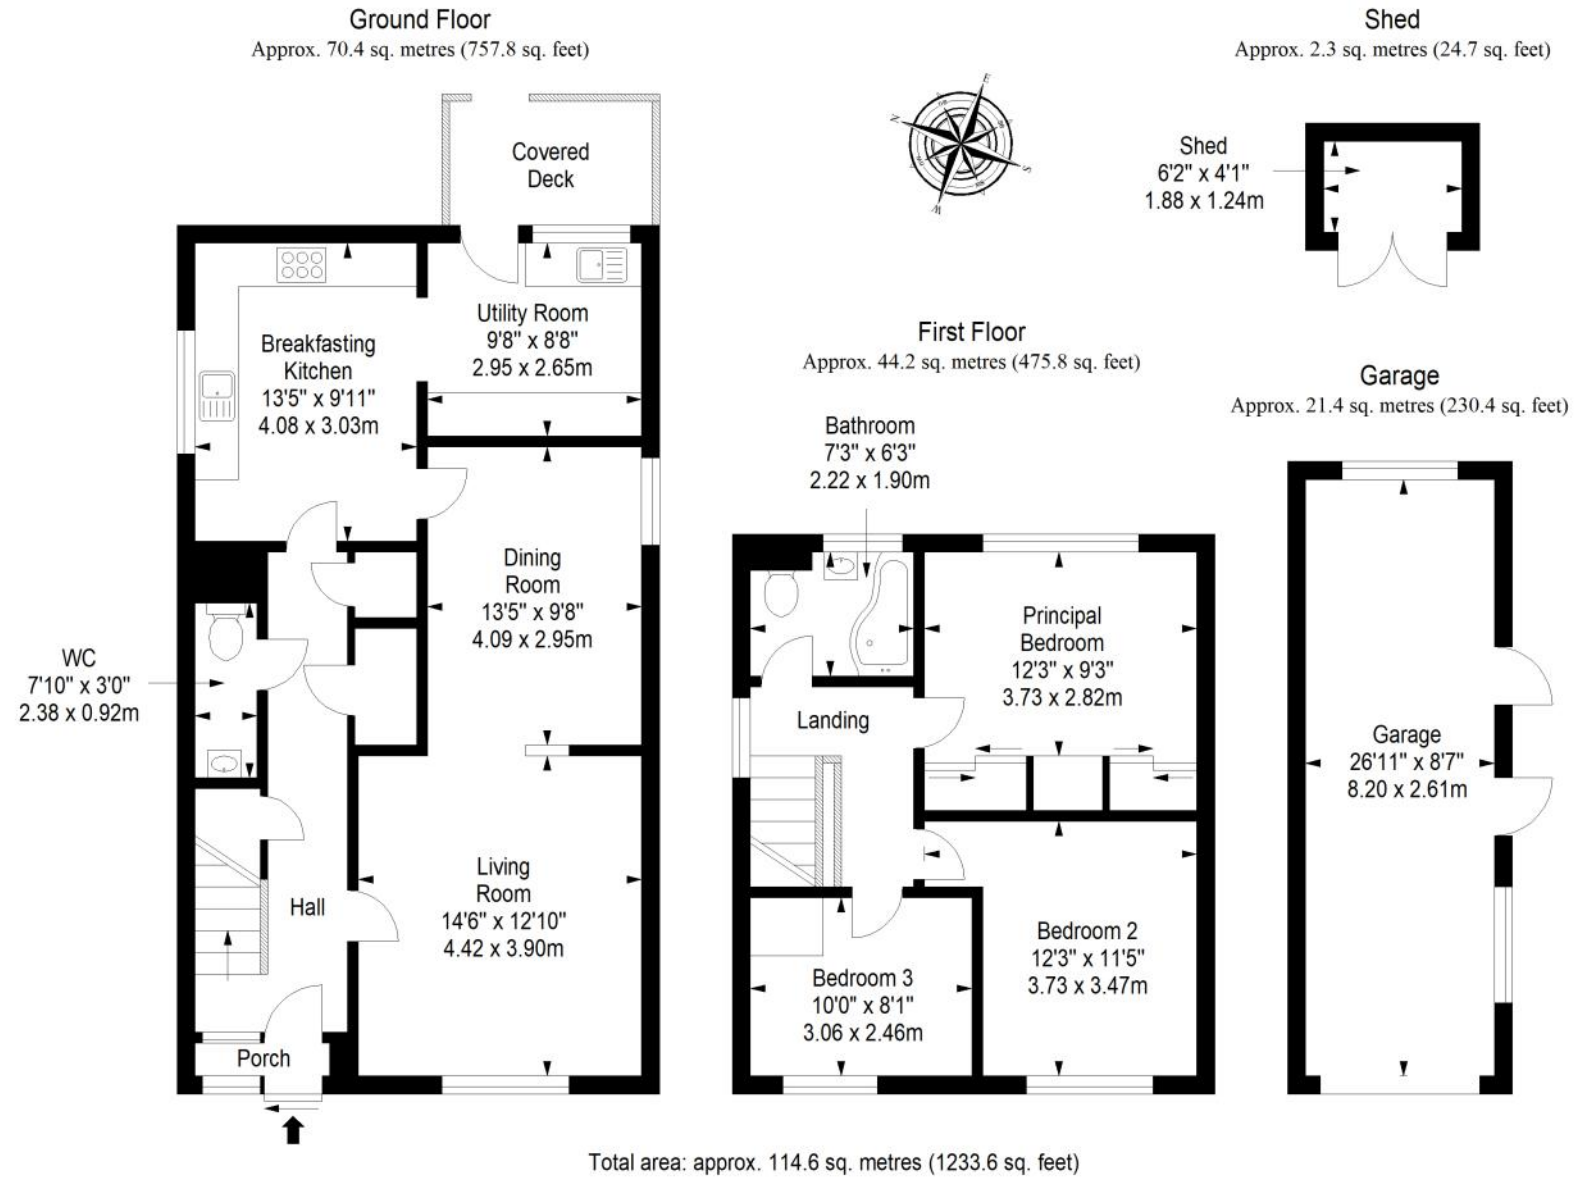 Ground Floor
Approx. 70.4 sq. metres (757.8 sq. feet)
Covered
Deck
Utility Room
9'8" x 8'8"
2.95 x 2.65m
Breakfasting
Kitchen
13'5" x 9'11"
4.08 x 3.03m
Dining
Room
13'5" x 9'8"
4.09 x 2.95m
WC
7'10" x 3'0"
2.38 x 0.92m
Living
Room
14'6" x 12'10"
4.42 x 3.90m
Hall
Porch
E
N
S
W
Shed
Approx. 2.3 sq. metres (24.7 sq. feet)
Shed
6'2" x 4'1"
1.88 x 1.24m
First Floor
Approx. 44.2 sq. metres (475.8 sq. feet)
Bathroom
7'3" x 6'3"
2.22 x 1.90m
Principal
Bedroom
12'3" x 9'3"
3.73 x 2.82m
Landing
Bedroom 2
12'3" x 11'5"
3.73 x 3.47m
Bedroom 3
10'0" x 8'1"
3.06 x 2.46m
Garage
Approx. 21.4 sq. metres (230.4 sq. feet)
Garage
26'11" x 8'7"
8.20 x 2.61m
Total area: approx. 114.6 sq. metres (1233.6 sq. feet)